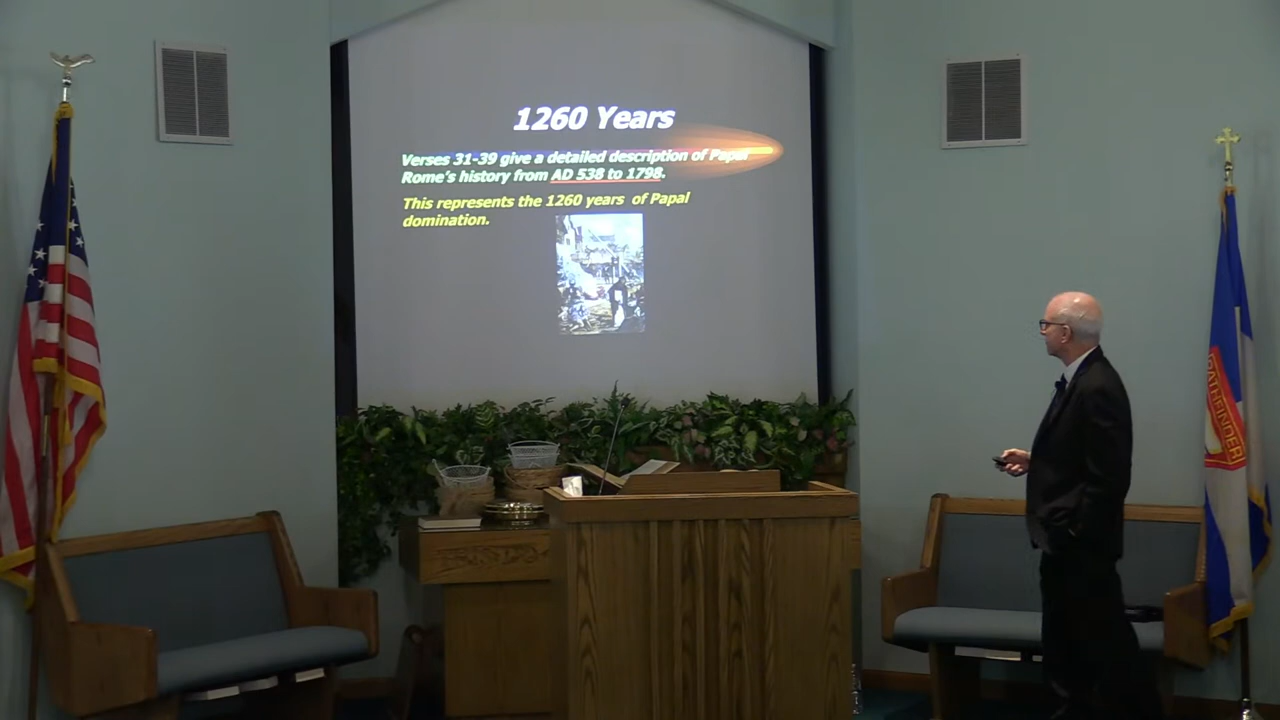 1260 Years
Verses 31-39 give a detailed description of Papal
Rome's history from AD 538 to 1798.
This represents the 1260 years of Papal
domination.
PATHFINDER